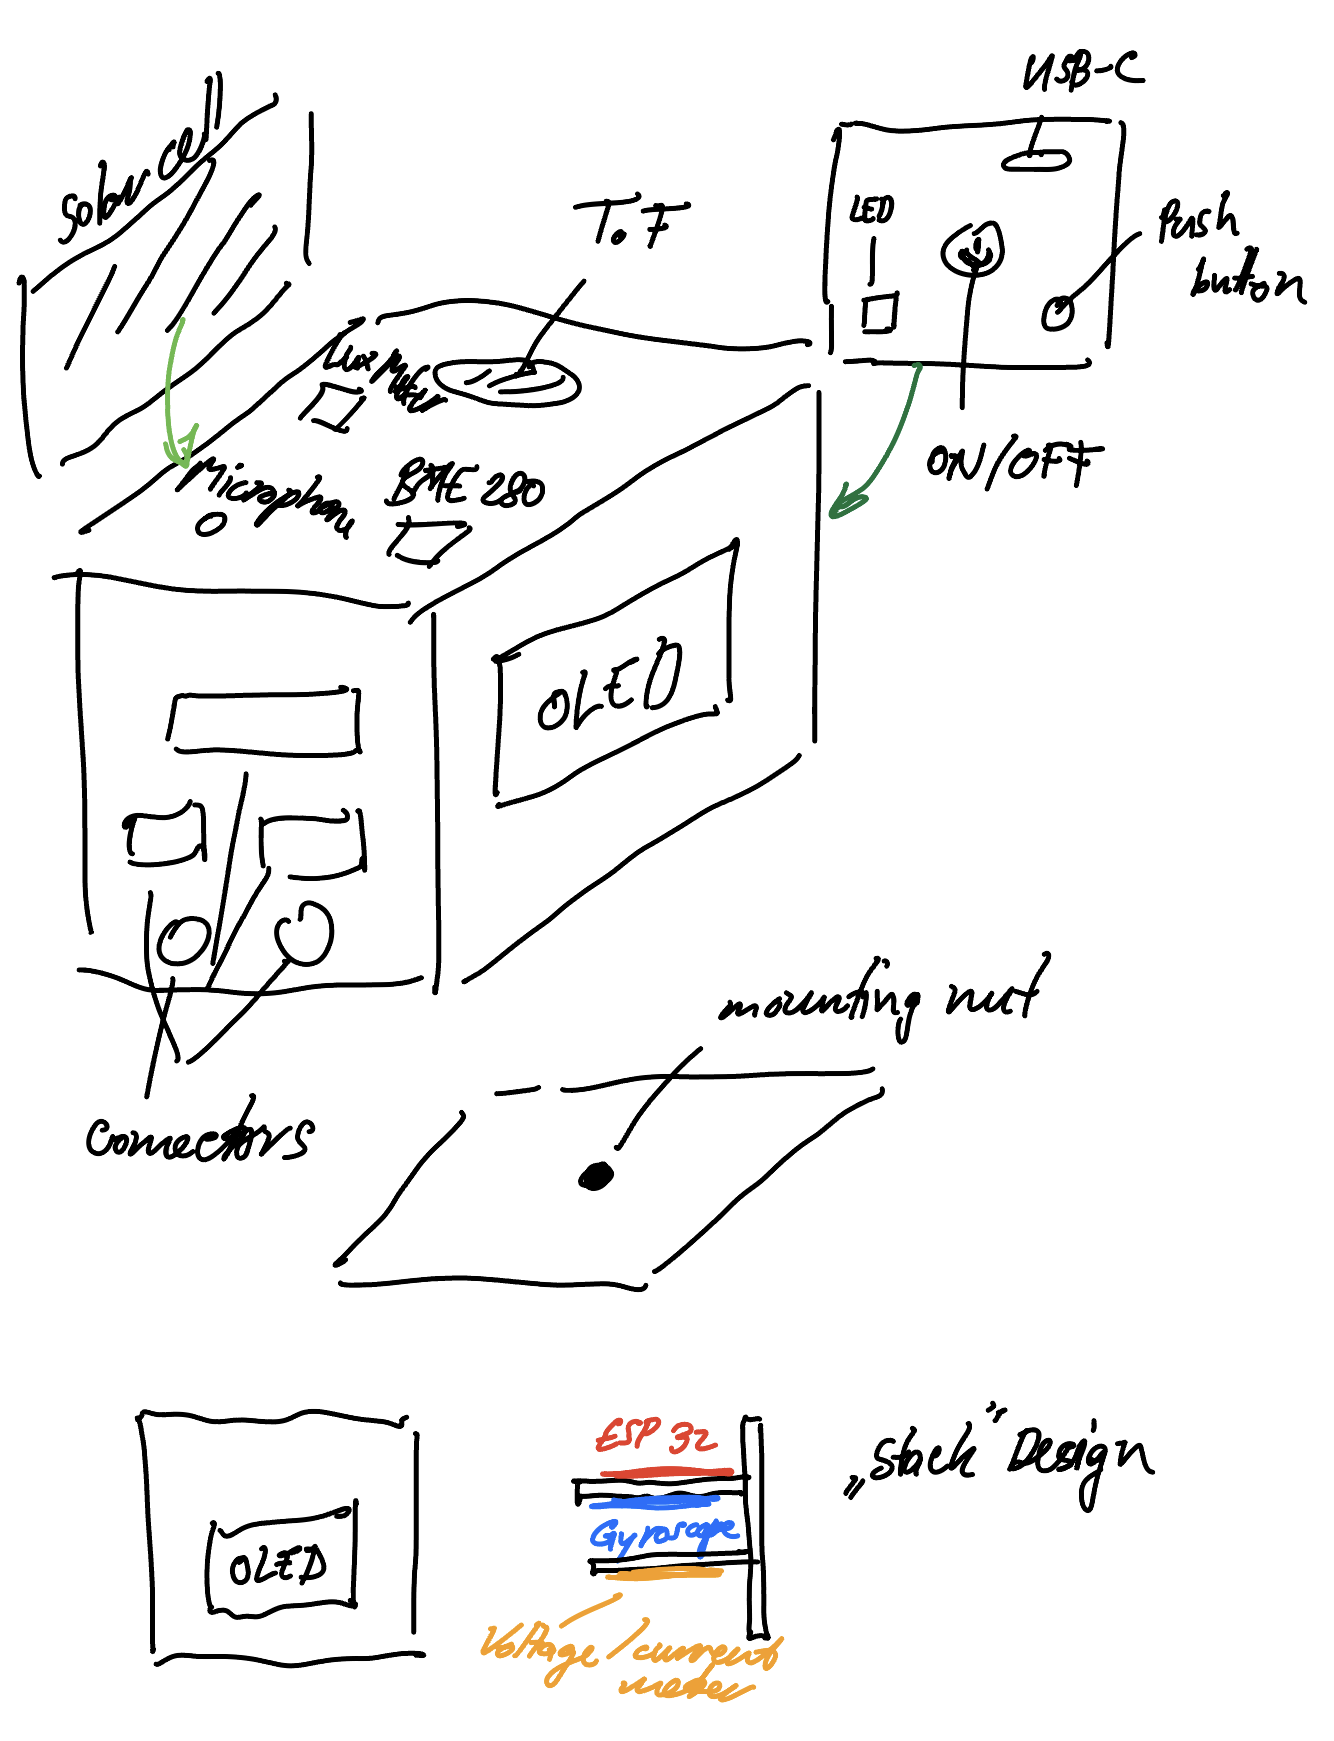 USB-C
solar cell
LED
Push
button
ToF
Lux Meter
ON/OFF
Microphone
BME 280
OLED
mounting nut
Connectors
ESP 32
„Stack" Design
Gyroscope
OLED
Voltage/current
meter